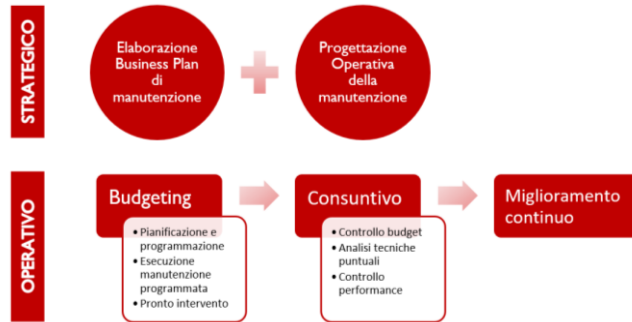 STRATEGICO
Elaborazione
Business Plan
di
manutenzione
Progettazione
Operativa
della
manutenzione
OPERATIVO
Budgeting
• Pianificazione e
programmazione
• Esecuzione
manutenzione
programmata
• Pronto intervento
Consuntivo
• Controllo budget
• Analisi tecniche
puntuali
• Controllo
performance
Miglioramento
continuo